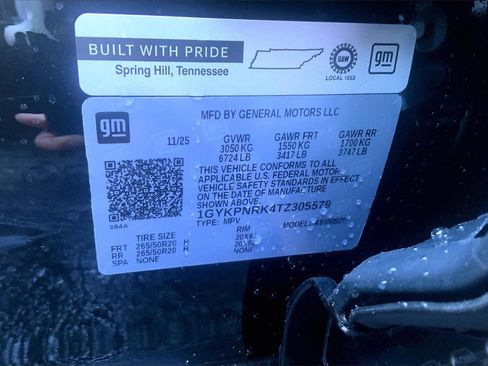 BUILT WITH PRIDE
Spring Hill, Tennessee
UAW
LOCAL 1853
gm
gm
MFD BY GENERAL MOTORS LLC
11/25 GVWR GAWR FRT GAWR RR
3050 KG 1550 KG 1700 KG
6724 LB 3417 LB 3747 LB
THIS VEHICLE CONFORMS TO ALL
APPLICABLE U.S. FEDERAL MOTOR
VEHICLE SAFETY STANDARDS IN EFFECT
ON THE DATE OF MANUFACTURE
SHOWN ABOVE.
1GYKPNRK4TZ305579
TYPE: MPV MODEL:
3B4A
TIRE SIZE RIM
FRT 265/50R20 H
RR 265/50R20 H
SPA NONE NONE